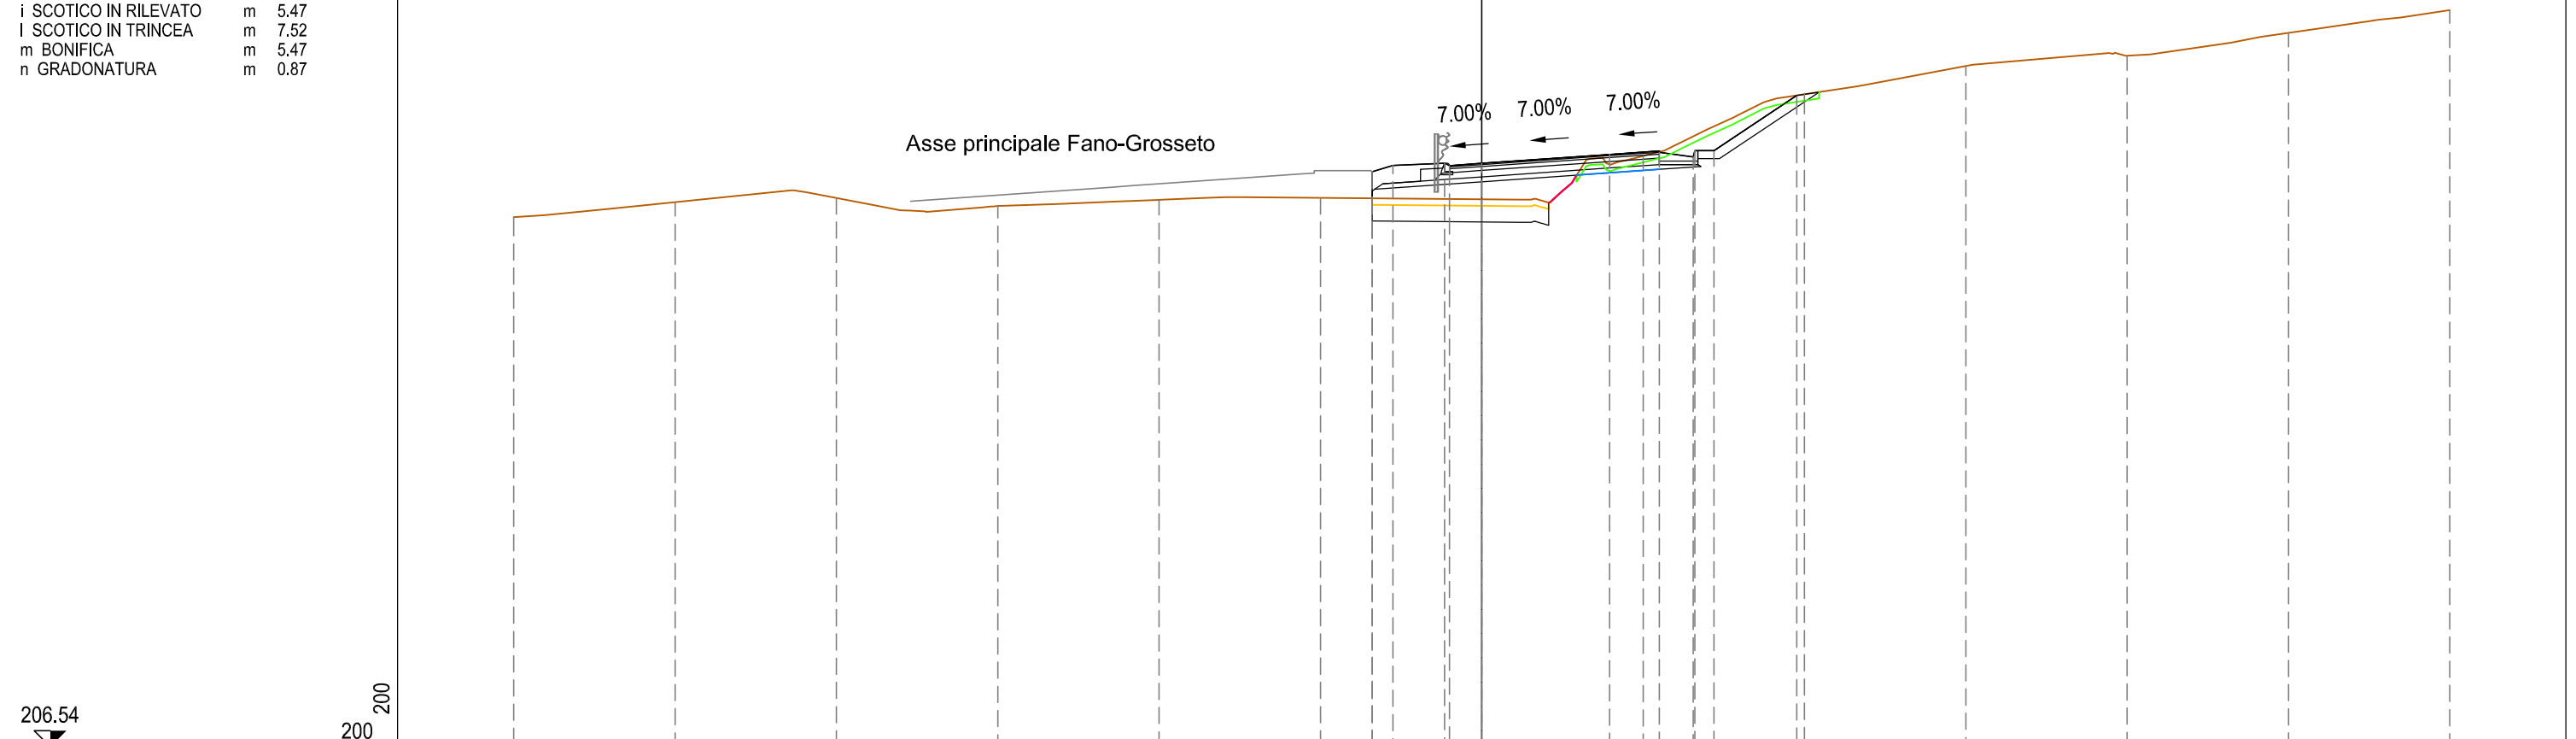 i SCOTICO IN RILEVATO m 5.47
l SCOTICO IN TRINCEA m 7.52
m BONIFICA m 5.47
n GRADONATURA m 0.87
7.00% 7.00% 7.00%
Asse principale Fano-Grosseto
200
206.54
200